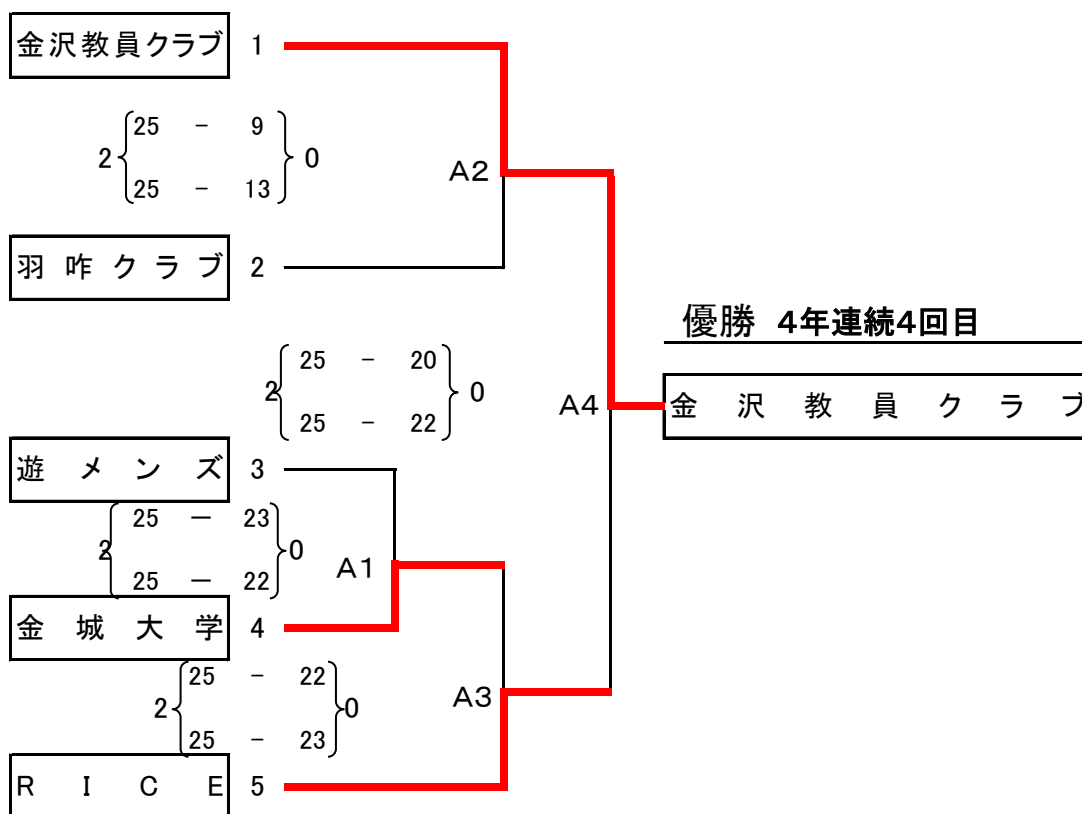 金沢教員クラブ 1
25 - 9
2 0
25 - 13
A2
羽咋クラブ 2
優勝 4年連続4回目
25 - 20
2 0
25 - 22
A4
金沢教員クラブ
遊メンズ 3
25 - 23
2 0
25 - 22
A1
金城大学 4
25 - 22
2 0
25 - 23
A3
RICE 5